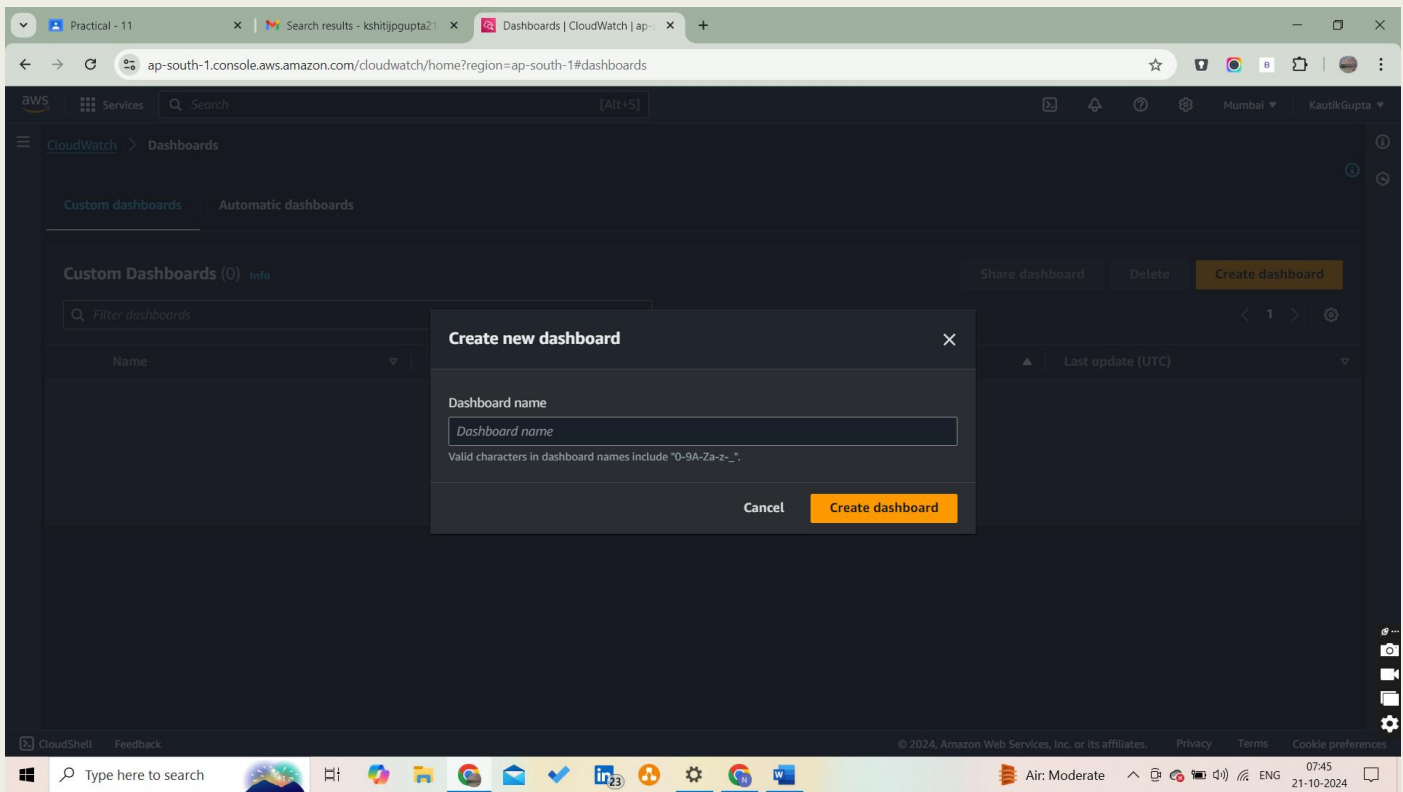 Practical - 11
Search results - kshitijpgupta21
Dashboards | CloudWatch | ap-s
ap-south-1.console.aws.amazon.com/cloudwatch/home?region=ap-south-1#dashboards
aws
Services
Search
[Alt+S]
Mumbai
KautikGupta
CloudWatch > Dashboards
Custom dashboards
Automatic dashboards
Custom Dashboards (0) Info
Share dashboard
Delete
Create dashboard
Filter dashboards
1
Name
Last update (UTC)
Create new dashboard
Dashboard name
Dashboard name
Valid characters in dashboard names include "0-9A-Za-z-_".
Cancel
Create dashboard
CloudShell
Feedback
© 2024, Amazon Web Services, Inc. or its affiliates.
Privacy
Terms
Cookie preferences
Type here to search
23
Air: Moderate
ENG
07:45
21-10-2024